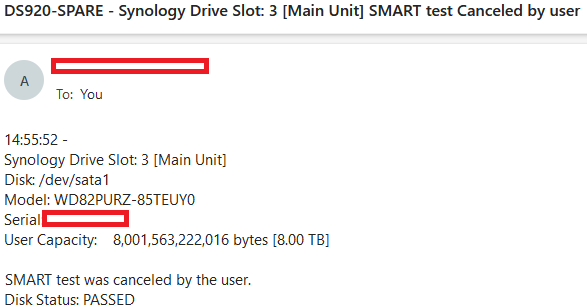 DS920-SPARE - Synology Drive Slot: 3 [Main Unit] SMART test Canceled by user
A
To: You
14:55:52 -
Synology Drive Slot: 3 [Main Unit]
Disk: /dev/sata1
Model: WD82PURZ-85TEUY0
Serial
User Capacity: 8,001,563,222,016 bytes [8.00 TB]
SMART test was canceled by the user.
Disk Status: PASSED